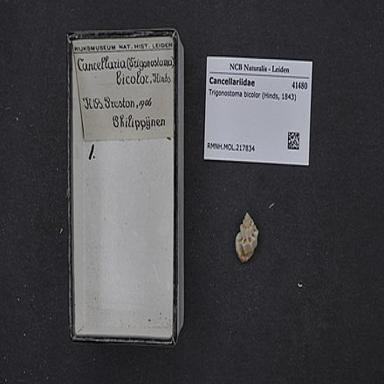 RIJKSMUSEUM NAT. HIST. LEIDEN
Cancellaria (Trigonostoma)
bicolor, Hinds
H.B. Preston, 1906
Philippijnen
1.
NCB Naturalis - Leiden
Cancellariidae 41480
Trigonostoma bicolor (Hinds, 1843)
RMNH.MOL.217834